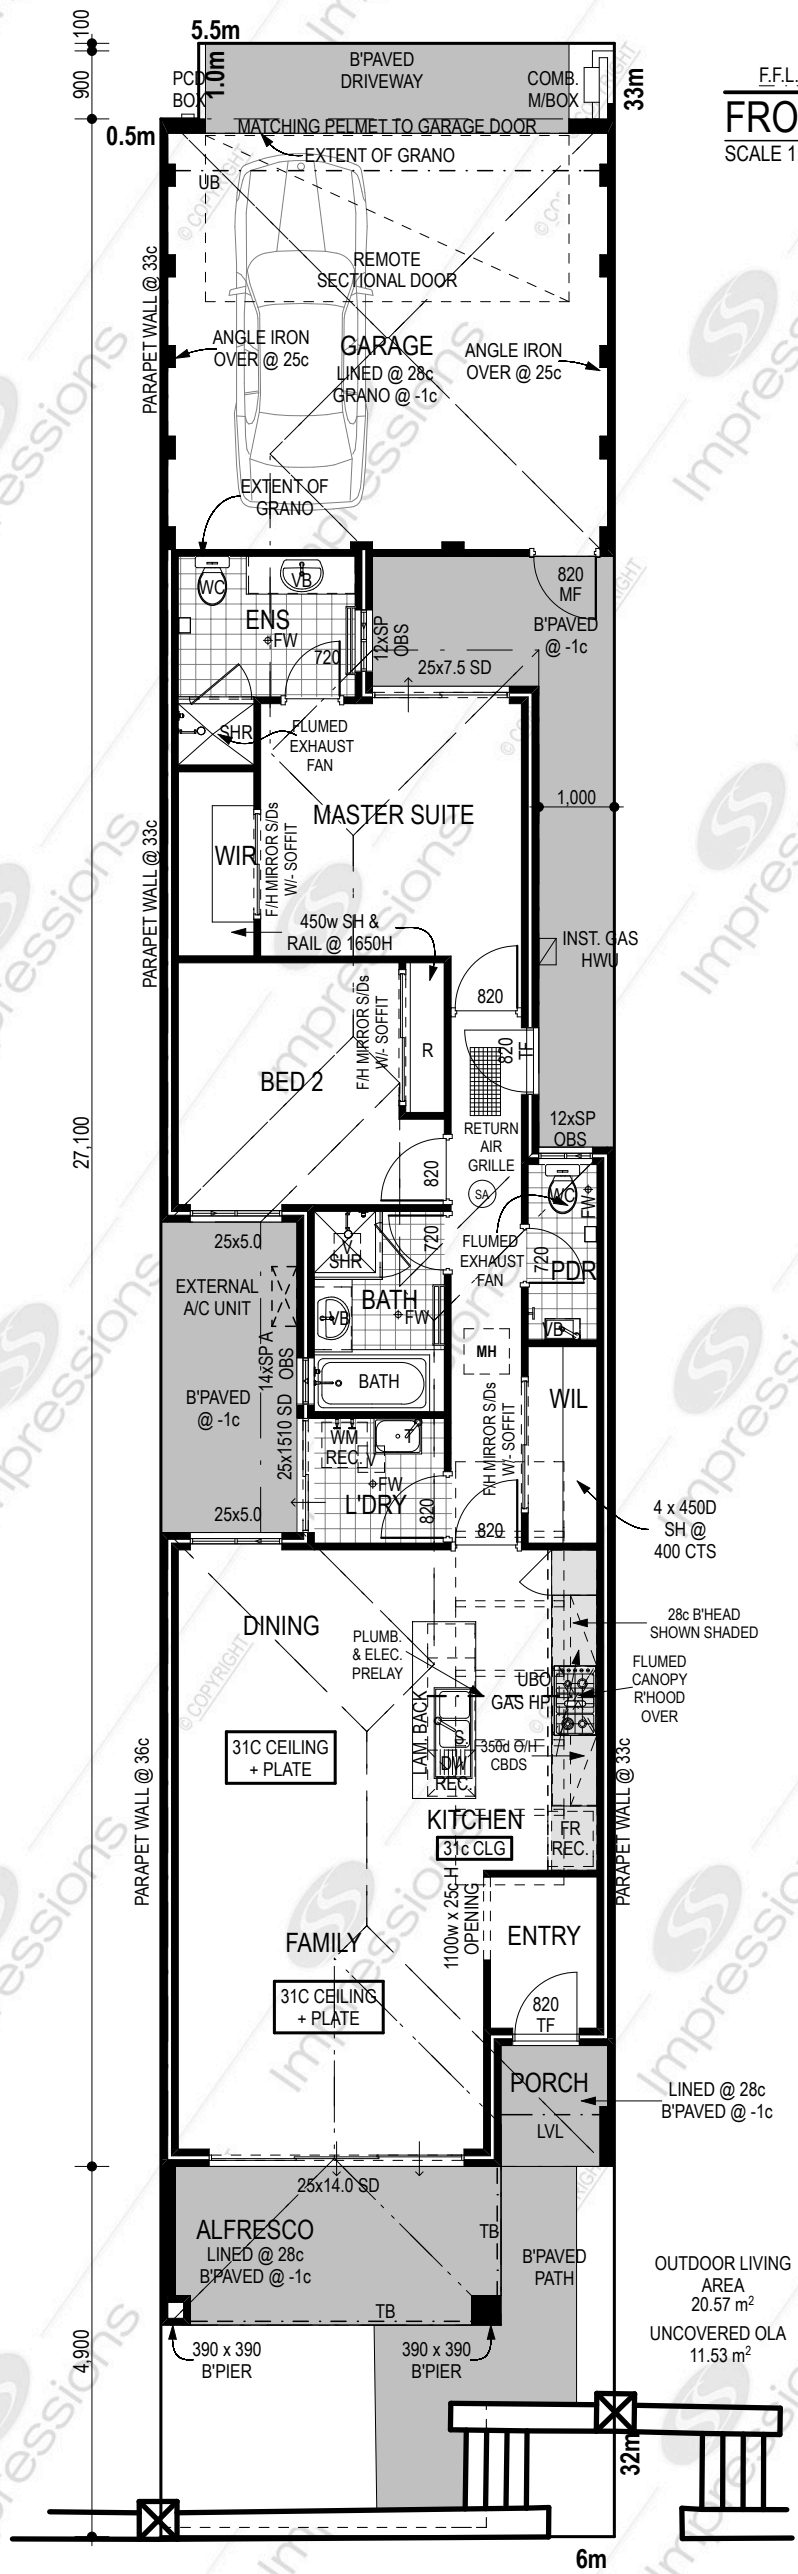 100
5.5m
900
PCD
BOX
1.0m
B'PAVED
DRIVEWAY
COMB.
M/BOX
33m
F.F.L.
FRO
SCALE 1
0.5m
MATCHING PELMET TO GARAGE DOOR
EXTENT OF GRANO
UB
© COPYRIGHT
© COPYRIGHT
REMOTE
SECTIONAL DOOR
PARAPET WALL @ 33c
ANGLE IRON
OVER @ 25c
GARAGE
LINED @ 28c
GRANO @ -1c
ANGLE IRON
OVER @ 25c
EXTENT OF
GRANO
WC
VB
ENS
FW
720
12xSP
OBS
820
MF
B'PAVED
@ -1c
25x7.5 SD
SHR
FLUMED
EXHAUST
FAN
1,000
MASTER SUITE
WIR
F/H MIRROR S/Ds
W/- SOFFIT
PARAPET WALL @ 33c
450w SH &
RAIL @ 1650H
INST. GAS
HWU
820
F/H MIRROR S/Ds
W/- SOFFIT
R
BED 2
820
TF
27,100
RETURN
AIR
GRILLE
SA
12xSP
OBS
820
WC
FW
25x5.0
V
SHR
720
FLUMED
EXHAUST
FAN
720
PDR
EXTERNAL
A/C UNIT
BATH
VB
FW
VB
14xSP A
OBS
MH
BATH
WIL
B'PAVED
@ -1c
25x1510 SD
WM
REC.
V
T
F/H MIRROR S/Ds
W/- SOFFIT
FW
L'DRY
820
25x5.0
820
4 x 450D
SH @
400 CTS
DINING
PLUMB.
& ELEC.
PRELAY
28c B'HEAD
SHOWN SHADED
© COPYRIGHT
UBO
GAS HP
FLUMED
CANOPY
R'HOOD
OVER
LAM. BACK
S
DW
REC.
350d O/H
CBDS
31C CEILING
+ PLATE
PARAPET WALL @ 36c
PARAPET WALL @ 33c
KITCHEN
31c CLG
FR
REC.
1100w x 25c H
OPENING
FAMILY
ENTRY
31C CEILING
+ PLATE
820
TF
PORCH
LINED @ 28c
B'PAVED @ -1c
LVL
25x14.0 SD
ALFRESCO
LINED @ 28c
B'PAVED @ -1c
TB
B'PAVED
PATH
OUTDOOR LIVING
AREA
20.57 m²
UNCOVERED OLA
11.53 m²
TB
4,900
390 x 390
B'PIER
390 x 390
B'PIER
32m
6m
Impressions